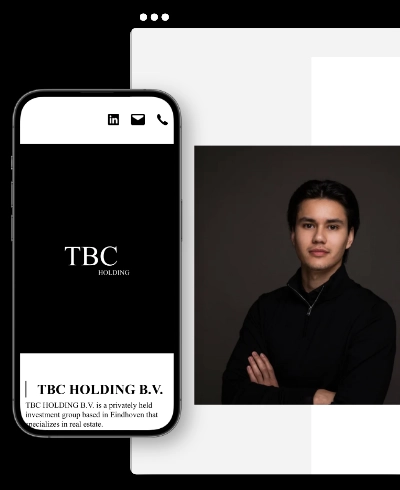 in
TBC
HOLDING
TBC HOLDING B.V.
TBC HOLDING B.V. is a privately held
investment group based in Eindhoven that
specializes in real estate.